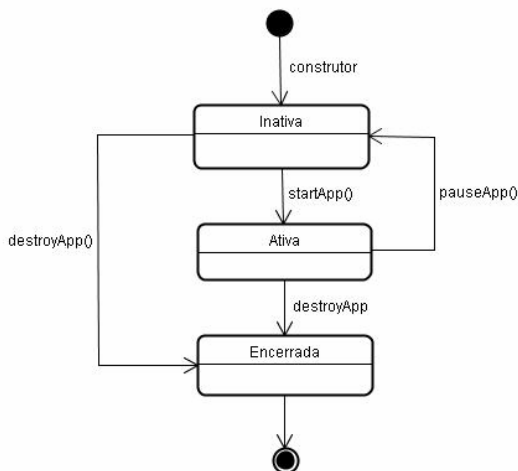 construtor
Inativa
startApp()
pauseApp()
destroyApp()
Ativa
destroyApp
Encerrada